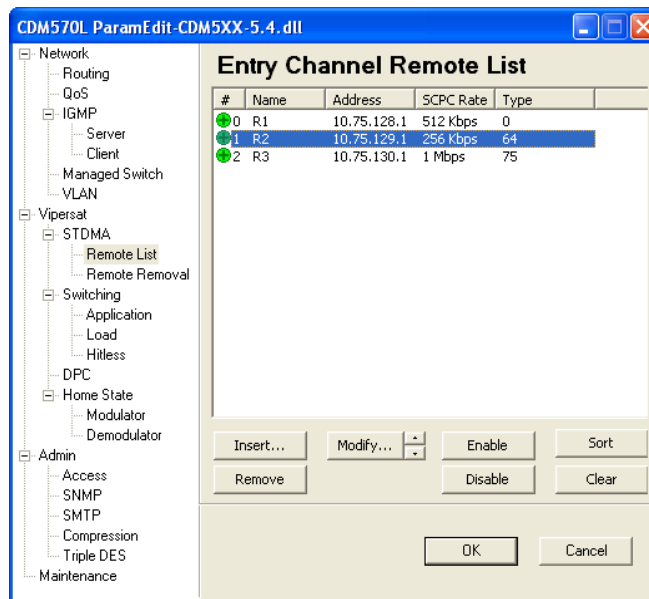 CDM570L ParamEdit-CDM5XX-5.4.dll
Network
Routing
QoS
IGMP
Server
Client
Managed Switch
VLAN
Vipersat
STDMA
Remote List
Remote Removal
Switching
Application
Load
Hitless
DPC
Home State
Modulator
Demodulator
Admin
Access
SNMP
SMTP
Compression
Triple DES
Maintenance
Entry Channel Remote List
# Name Address SCPC Rate Type
0 R1 10.75.128.1 512 Kbps 0
1 R2 10.75.129.1 256 Kbps 64
2 R3 10.75.130.1 1 Mbps 75
Insert... Modify... Enable Sort
Remove Disable Clear
OK Cancel